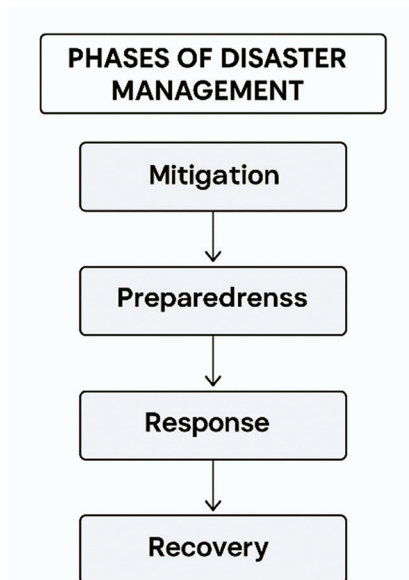 PHASES OF DISASTER
MANAGEMENT
Mitigation
Preparedrenss
Response
Recovery